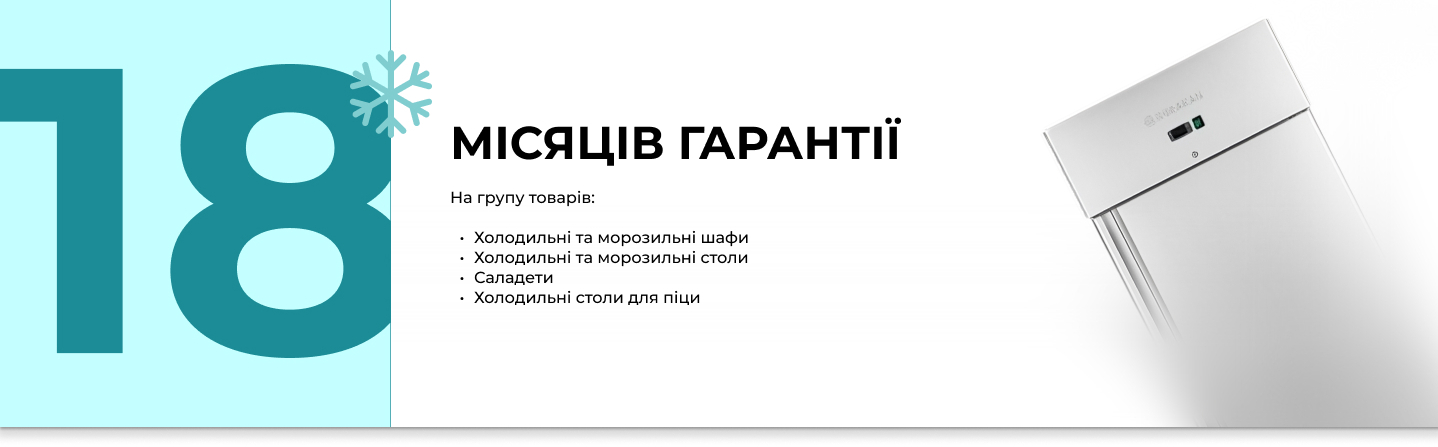 18
МІСЯЦІВ ГАРАНТІЇ
На групу товарів:
• Холодильні та морозильні шафи
• Холодильні та морозильні столи
• Саладети
• Холодильні столи для піци